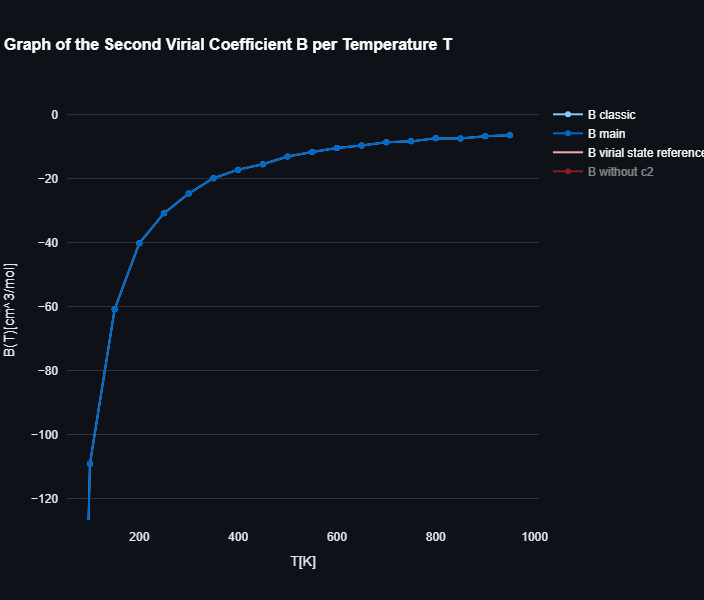 Graph of the Second Virial Coefficient B per Temperature T
B classic
B main
B virial state reference
B without c2
0
−20
−40
−60
−80
−100
−120
B(T)[cm^3/mol]
200
400
600
800
1000
T[K]